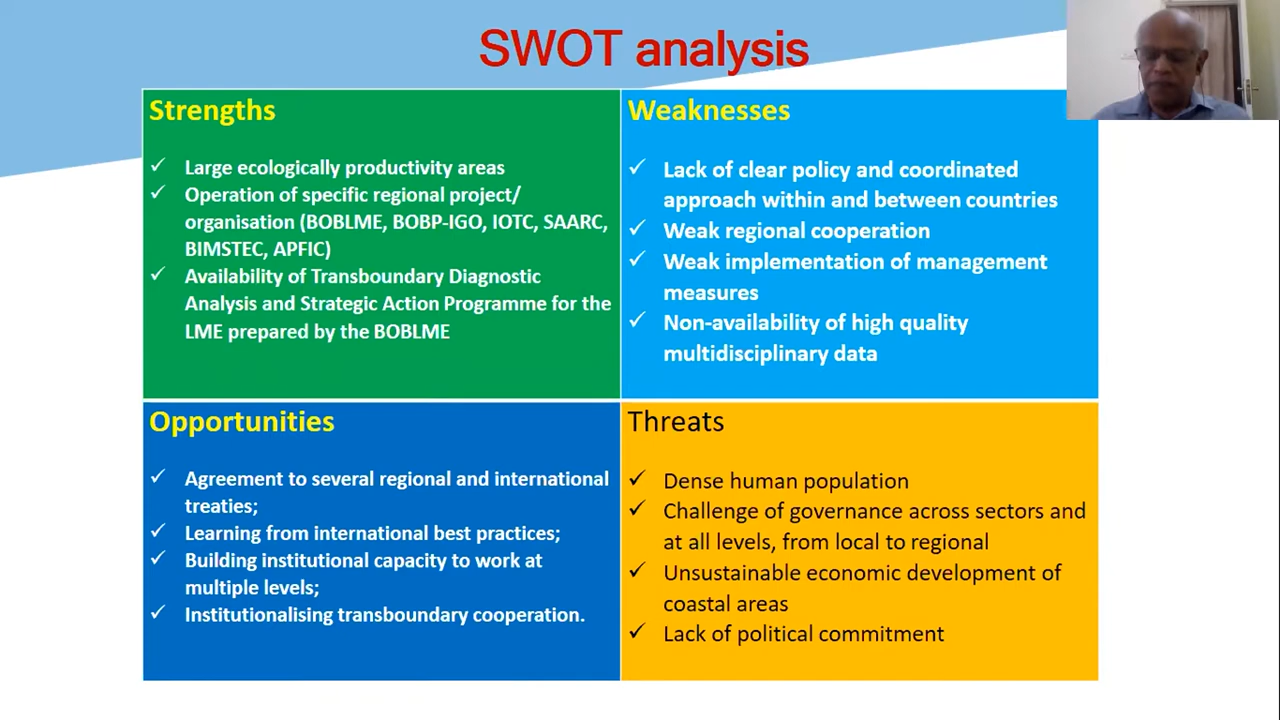 SWOT analysis
Strengths
✓ Large ecologically productivity areas
✓ Operation of specific regional project/
organisation (BOBLME, BOBP-IGO, IOTC, SAARC,
BIMSTEC, APFIC)
✓ Availability of Transboundary Diagnostic
Analysis and Strategic Action Programme for the
LME prepared by the BOBLME
Weaknesses
✓ Lack of clear policy and coordinated
approach within and between countries
✓ Weak regional cooperation
✓ Weak implementation of management
measures
✓ Non-availability of high quality
multidisciplinary data
Opportunities
✓ Agreement to several regional and international
treaties;
✓ Learning from international best practices;
✓ Building institutional capacity to work at
multiple levels;
✓ Institutionalising transboundary cooperation.
Threats
✓ Dense human population
✓ Challenge of governance across sectors and
at all levels, from local to regional
✓ Unsustainable economic development of
coastal areas
✓ Lack of political commitment